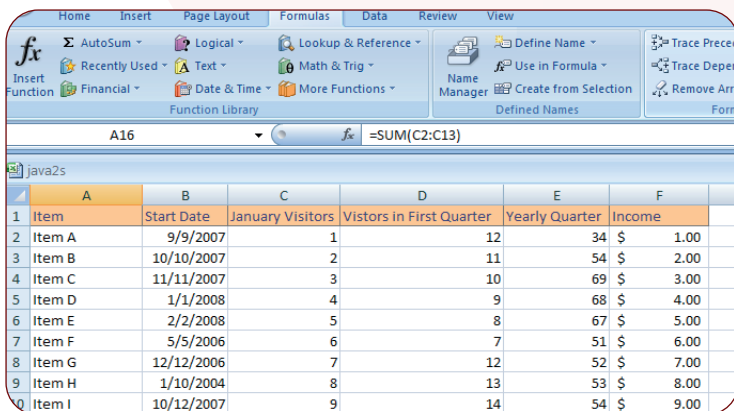 Home Insert Page Layout Formulas Data Review View
Σ AutoSum Logical Lookup & Reference Define Name Trace Prece
fx Recently Used Text Math & Trig Use in Formula Trace Depe
Insert Function Financial Date & Time More Functions Name Manager Create from Selection Remove Arr
Function Library Defined Names Form
A16 fx =SUM(C2:C13)
java2s
A B C D E F
1 Item Start Date January Visitors Vistors in First Quarter Yearly Quarter Income
2 Item A 9/9/2007 1 12 34 $ 1.00
3 Item B 10/10/2007 2 11 54 $ 2.00
4 Item C 11/11/2007 3 10 69 $ 3.00
5 Item D 1/1/2008 4 9 68 $ 4.00
6 Item E 2/2/2008 5 8 67 $ 5.00
7 Item F 5/5/2006 6 7 51 $ 6.00
8 Item G 12/12/2006 7 12 52 $ 7.00
9 Item H 1/10/2004 8 13 53 $ 8.00
10 Item I 10/12/2007 9 14 54 $ 9.00